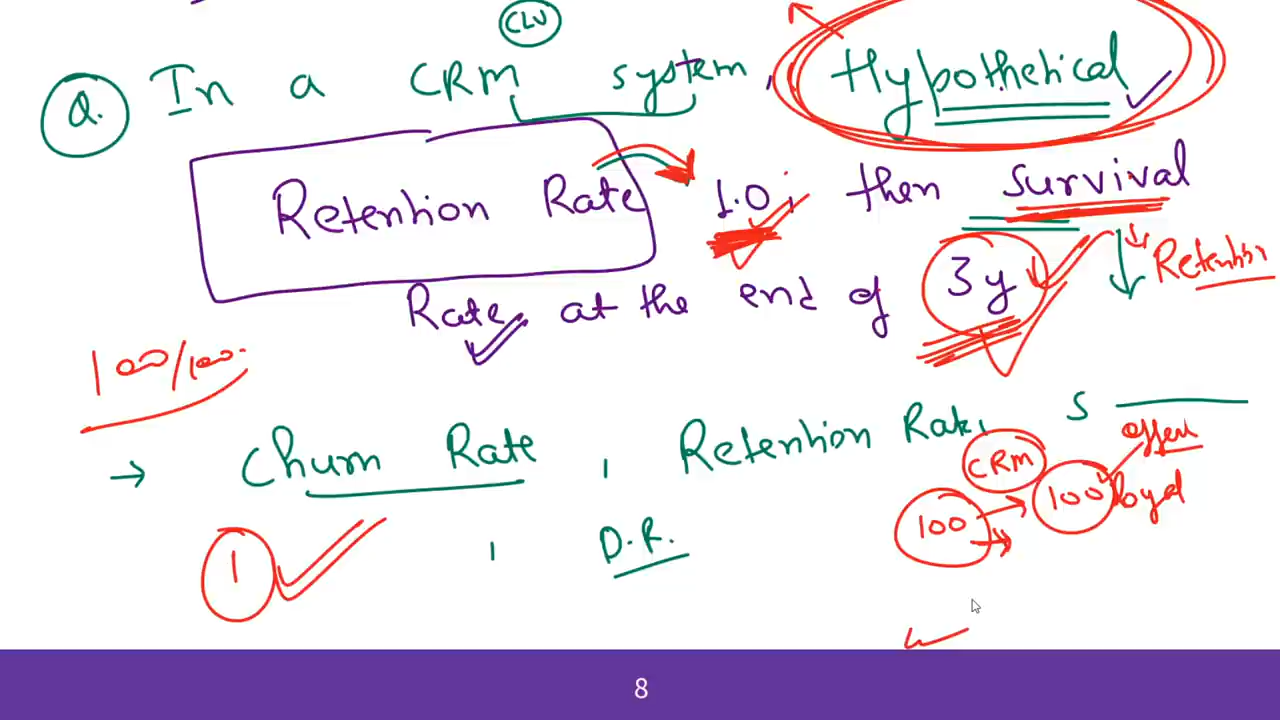 CLV
Q. In a CRM system, Hypothetical
Retention Rate 1.0, then survival
Rate at the end of 3y
Retention
100/100.
→ Churn Rate, Retention Rate, S
offer
CRM
100 → 100 loyal
1
, D.R.
8